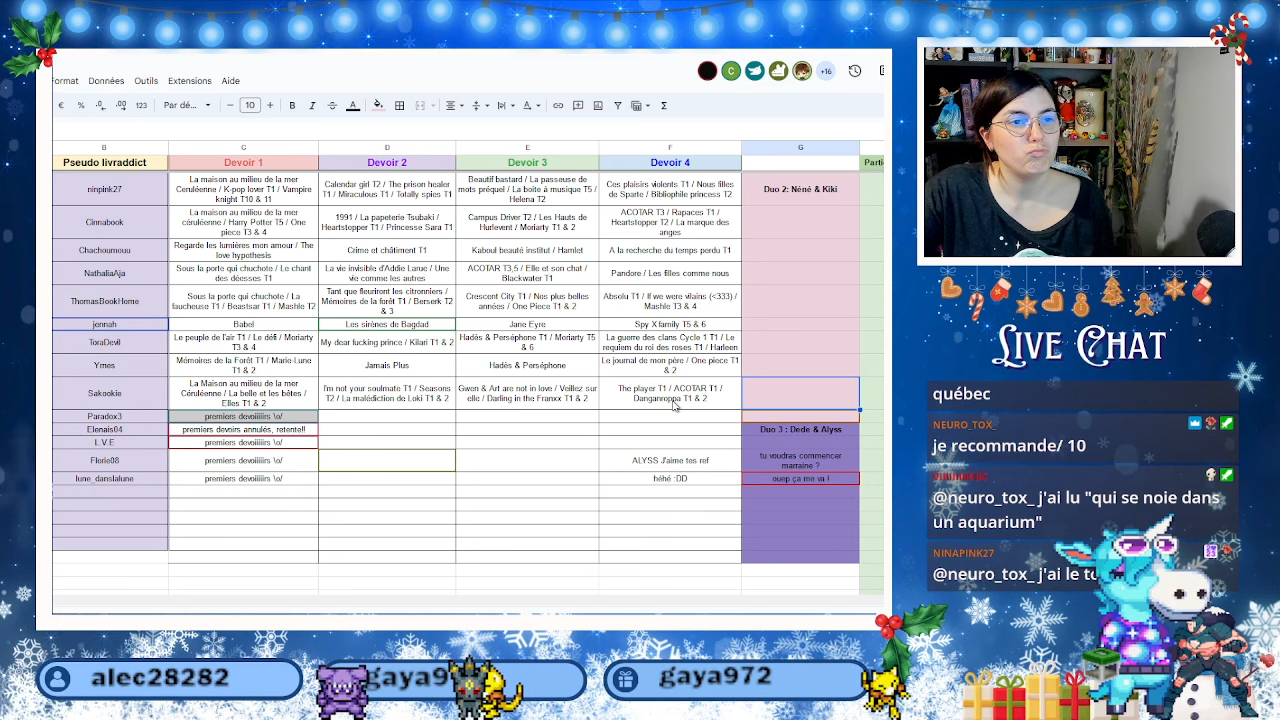 ormat Données Outils Extensions Aide
+16
€ % .0 .00 123 Par dé... − 10 + B I A Σ
B C D E F G
Pseudo livraddict Devoir 1 Devoir 2 Devoir 3 Devoir 4 Parti
ninpink27
La maison au milieu de la mer
Céruléenne / K-pop lover T1 / Vampire
knight T10 & 11
Calendar girl T2 / The prison healer
T1 / Miraculous T1 / Totally spies T1
Beautif bastard / La passeuse de
mots préquel / La boite à musique T5 /
Helena T2
Ces plaisirs violents T1 / Nous filles
de Sparte / Bibliophile princess T2
Duo 2: Néné & Kiki
Cinnabook
La maison au milieu de la mer
céruléenne / Harry Potter T5 / One
piece T3 & 4
1991 / La papeterie Tsubaki /
Heartstopper T1 / Princesse Sara T1
Campus Driver T2 / Les Hauts de
Hurlevent / Moriarty T1 & 2
ACOTAR T3 / Rapaces T1 /
Heartstopper T2 / La marque des
anges
Chachoumouu
Regarde les lumières mon amour / The
love hypothesis
Crime et châtiment T1
Kaboul beauté institut / Hamlet
A la recherche du temps perdu T1
NathaliaAja
Sous la porte qui chuchote / Le chant
des déesses T1
La vie invisible d'Addie Larue / Une
vie comme les autres
ACOTAR T3,5 / Elle et son chat /
Blackwater T1
Pandore / Les filles comme nous
ThomasBookHome
Sous la porte qui chuchote / La
faucheuse T1 / Beastars T1 / Mashle T2
Tant que fleuriront les citronniers /
Mémoires de la forêt T1 / Berserk T2
& 3
Crescent City T1 / Nos plus belles
années / One Piece T1 & 2
Absolu T1 / If we were vilains (<333) /
Mashle T3 & 4
jennah
Babel
Les sirènes de Bagdad
Jane Eyre
Spy X family T5 & 6
ToraDevil
Le peuple de l'air T1 / Le défi / Moriarty
T3 & 4
My dear fucking prince / Kilari T1 & 2
Hadès & Perséphone T1 / Moriarty T5
& 6
La guerre des clans Cycle 1 T1 / Le
requiem du roi des roses T1 / Harleen
Ymes
Mémoires de la Forêt T1 / Marie-Lune
T1 & 2
Jamais Plus
Hadès & Perséphone
Le journal de mon père / One piece T1
& 2
Sakookie
La Maison au milieu de la mer
Céruléenne / La belle et les bêtes /
Elles T1 & 2
I'm not your soulmate T1 / Seasons
T2 / La malédiction de Loki T1 & 2
Gwen & Art are not in love / Veillez sur
elle / Darling in the Franxx T1 & 2
The player T1 / ACOTAR T1 /
Danganronpa T1 & 2
Paradox3 premiers devoiiiiirs \o/
Elenais04 premiers devoirs annulés, retente!! Duo 3 : Dede & Alyss
L.V.E premiers devoiiiiirs \o/
Florie08 premiers devoiiiiirs \o/ ALYSS J'aime tes ref
tu voudras commencer
marraine ?
lune_danslalune premiers devoiiiiirs \o/ héhé :DD ouep ça me va !
LIVE CHAT
québec
NEURO_TOX_
je recommande/ 10
@neuro_tox_ j'ai lu "qui se noie dans
un aquarium"
NINAPINK27
@neuro_tox_ j'ai le
alec28282
gaya9
gaya972